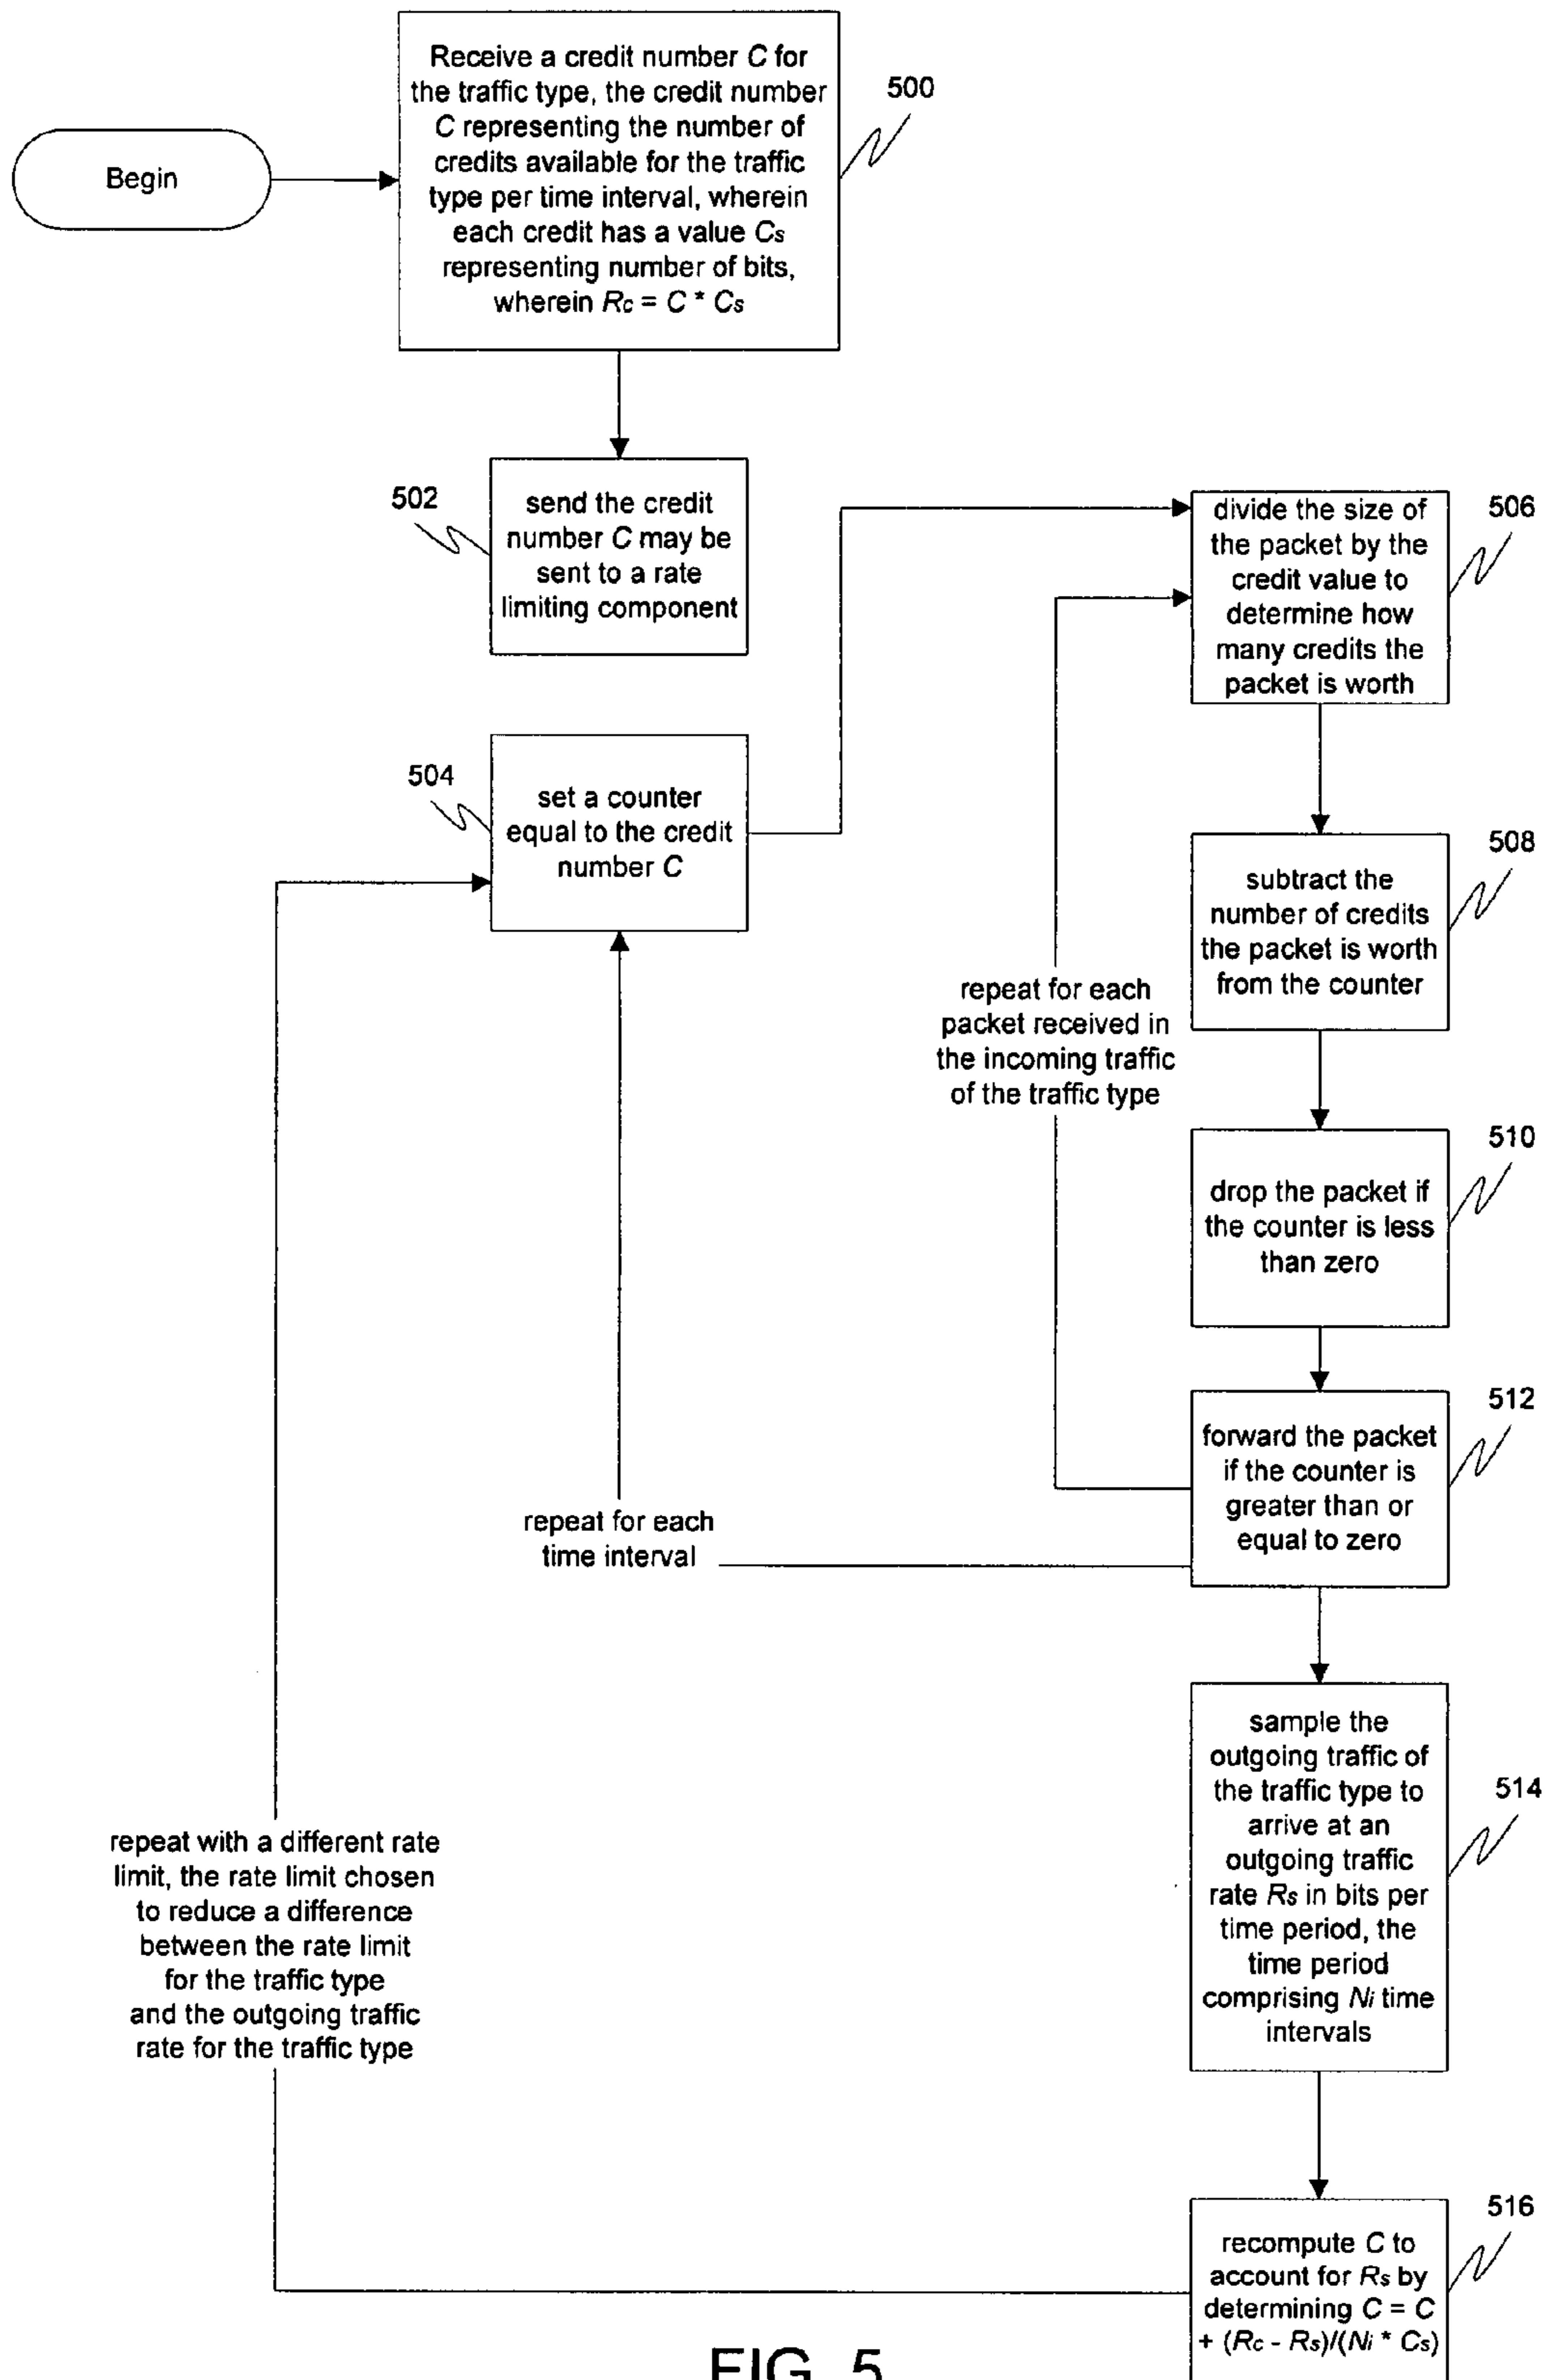 Begin
Receive a credit number C for
the traffic type, the credit number
C representing the number of
credits available for the traffic
type per time interval, wherein
each credit has a value Cs
representing number of bits,
wherein Rc = C * Cs
500
502
send the credit
number C may be
sent to a rate
limiting component
504
set a counter
equal to the credit
number C
divide the size of
the packet by the
credit value to
determine how
many credits the
packet is worth
506
subtract the
number of credits
the packet is worth
from the counter
508
repeat for each
packet received in
the incoming traffic
of the traffic type
drop the packet if
the counter is less
than zero
510
forward the packet
if the counter is
greater than or
equal to zero
512
repeat for each
time interval
sample the
outgoing traffic of
the traffic type to
arrive at an
outgoing traffic
rate Rs in bits per
time period, the
time period
comprising Ni time
intervals
514
repeat with a different rate
limit, the rate limit chosen
to reduce a difference
between the rate limit
for the traffic type
and the outgoing traffic
rate for the traffic type
recompute C to
account for Rs by
determining C = C
+ (Rc - Rs)/(Ni * Cs)
516
FIG. 5